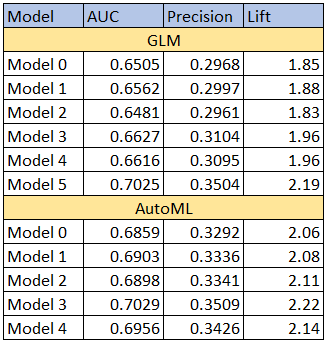 Model AUC Precision Lift
GLM
Model 0 0.6505 0.2968 1.85
Model 1 0.6562 0.2997 1.88
Model 2 0.6481 0.2961 1.83
Model 3 0.6627 0.3104 1.96
Model 4 0.6616 0.3095 1.96
Model 5 0.7025 0.3504 2.19
AutoML
Model 0 0.6859 0.3292 2.06
Model 1 0.6903 0.3336 2.08
Model 2 0.6898 0.3341 2.11
Model 3 0.7029 0.3509 2.22
Model 4 0.6956 0.3426 2.14